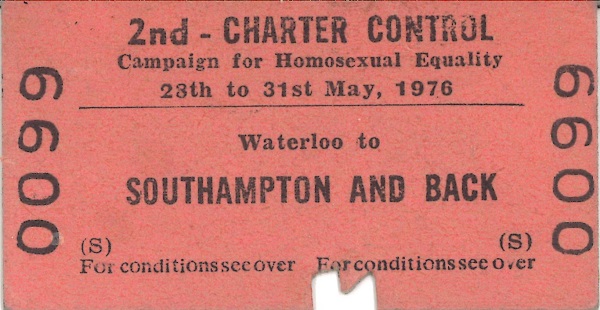 2nd - CHARTER CONTROL
Campaign for Homosexual Equality
28th to 31st May, 1976
0099
0099
Waterloo to
SOUTHAMPTON AND BACK
(S) (S)
For conditions see over For conditions see over